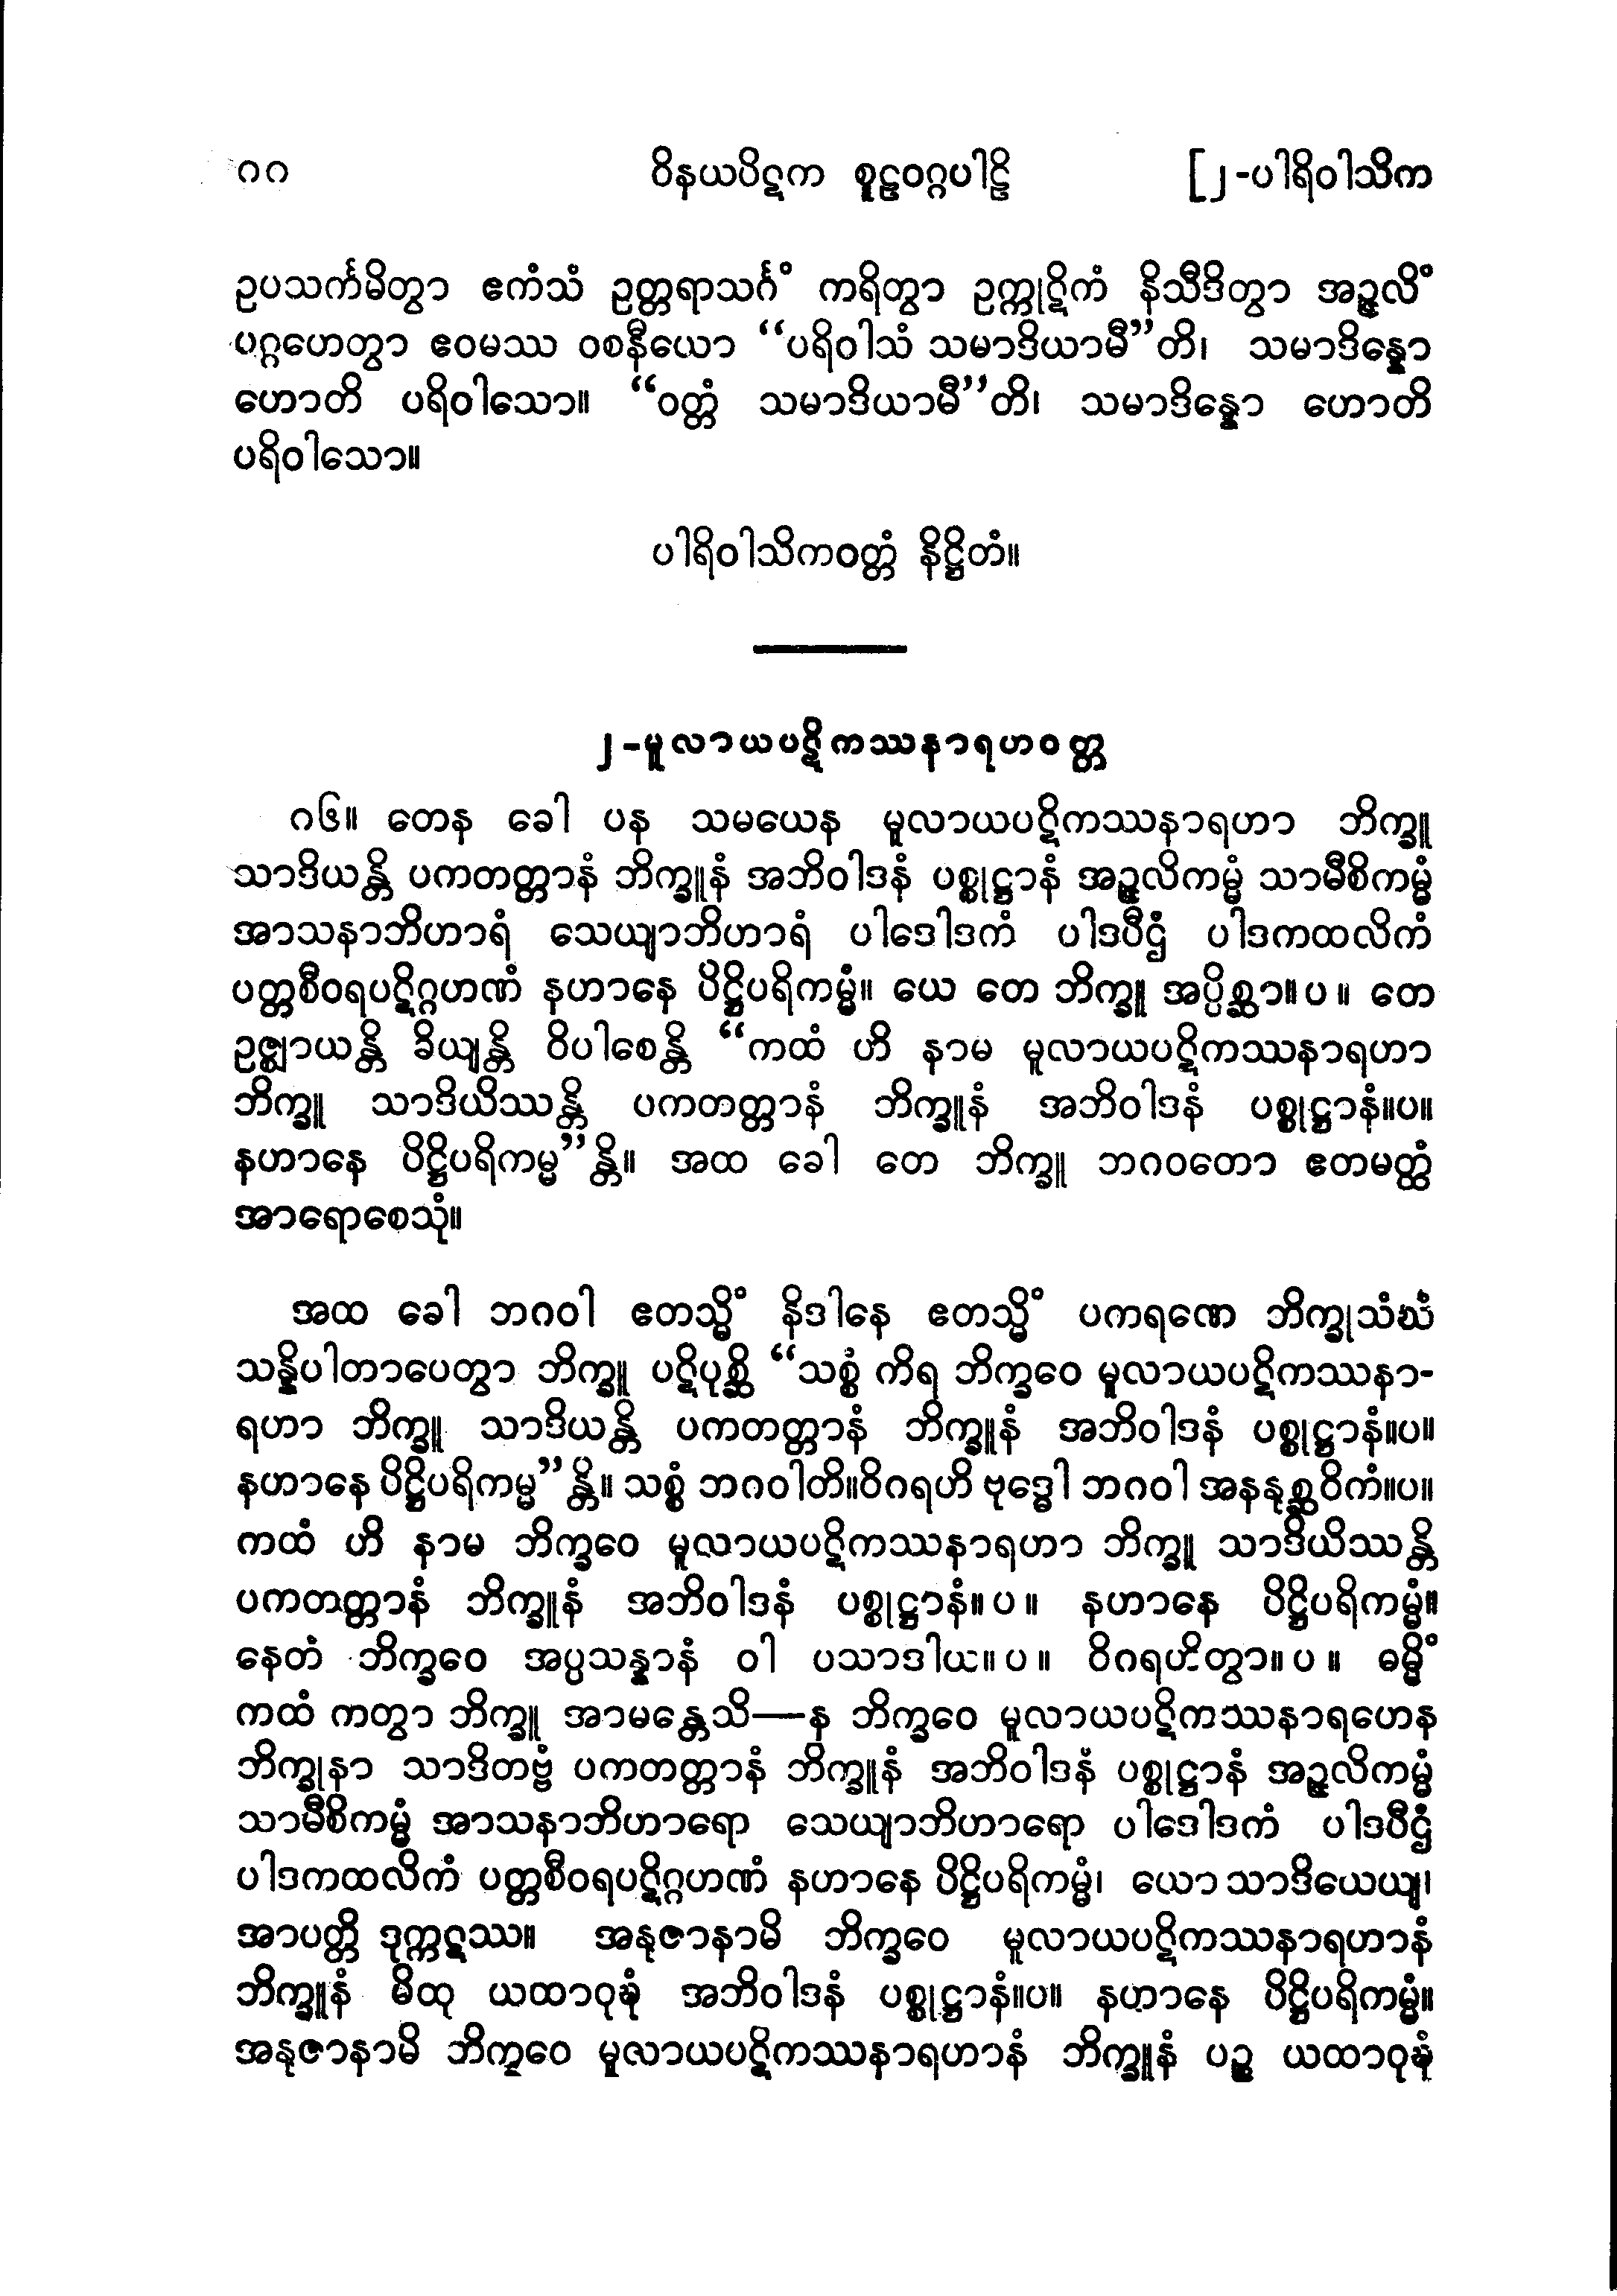 ၈၈ ဝိနယပိဋက စူဠဝဂ္ဂပါဠိ [၂-ပါရိဝါသိက
ဥပသင်္ကမိတွာ ဧကံသံ ဥတ္တရာသင်္ဂံ ကရိတွာ ဥက္ကုဋိကံ နိသီဒိတွာ အဉ္ဇလိံ
ပဂ္ဂဟေတွာ ဧဝမဿ ဝစနီယော “ပရိဝါသံ သမာဒိယာမီ”တိ၊ သမာဒိန္နော
ဟောတိ ပရိဝါသော။ “ဝတ္တံ သမာဒိယာမီ”တိ၊ သမာဒိန္နော ဟောတိ
ပရိဝါသော။
ပါရိဝါသိကဝတ္တံ နိဋ္ဌိတံ။
၂-မူလာယပဋိကဿနာရဟဝတ္တ
၈၆။ တေန ခေါ ပန သမယေန မူလာယပဋိကဿနာရဟာ ဘိက္ခူ
သာဒိယန္တိ ပကတတ္တာနံ ဘိက္ခူနံ အဘိဝါဒနံ ပစ္စုဋ္ဌာနံ အဉ္ဇလိကမ္မံ သာမီစိကမ္မံ
အာသနာဘိဟာရံ သေယျာဘိဟာရံ ပါဒေါဒကံ ပါဒပီဌံ ပါဒကထလိကံ
ပတ္တစီဝရပဋိဂ္ဂဟဏံ နဟာနေ ပိဋ္ဌိပရိကမ္မံ။ ယေ တေ ဘိက္ခူ အပ္ပိစ္ဆာ။ပ။ တေ
ဥဇ္ဈာယန္တိ ခိယျန္တိ ဝိပါစေန္တိ “ကထံ ဟိ နာမ မူလာယပဋိကဿနာရဟာ
ဘိက္ခူ သာဒိယိဿန္တိ ပကတတ္တာနံ ဘိက္ခူနံ အဘိဝါဒနံ ပစ္စုဋ္ဌာနံ။ပ။
နဟာနေ ပိဋ္ဌိပရိကမ္မ”န္တိ။ အထ ခေါ တေ ဘိက္ခူ ဘဂဝတော ဧတမတ္ထံ
အာရောစေသုံ။
အထ ခေါ ဘဂဝါ ဧတသ္မိံ နိဒါနေ ဧတသ္မိံ ပကရဏေ ဘိက္ခုသံဃံ
သန္နိပါတာပေတွာ ဘိက္ခူ ပဋိပုစ္ဆိ “သစ္စံ ကိရ ဘိက္ခဝေ မူလာယပဋိကဿနာ-
ရဟာ ဘိက္ခူ သာဒိယန္တိ ပကတတ္တာနံ ဘိက္ခူနံ အဘိဝါဒနံ ပစ္စုဋ္ဌာနံ။ပ။
နဟာနေ ပိဋ္ဌိပရိကမ္မ”န္တိ။ သစ္စံ ဘဂဝါတိ။ဝိဂရဟိ ဗုဒ္ဓေါ ဘဂဝါ အနနုစ္ဆဝိကံ။ပ။
ကထံ ဟိ နာမ ဘိက္ခဝေ မူလာယပဋိကဿနာရဟာ ဘိက္ခူ သာဒိယိဿန္တိ
ပကတတ္တာနံ ဘိက္ခူနံ အဘိဝါဒနံ ပစ္စုဋ္ဌာနံ။ပ။ နဟာနေ ပိဋ္ဌိပရိကမ္မံ။
နေတံ ဘိက္ခဝေ အပ္ပသန္နာနံ ဝါ ပသာဒါယ။ပ။ ဝိဂရဟိတွာ။ပ။ ဓမ္မိံ
ကထံ ကတွာ ဘိက္ခူ အာမန္တေသိ—န ဘိက္ခဝေ မူလာယပဋိကဿနာရဟေန
ဘိက္ခုနာ သာဒိတဗ္ဗံ ပကတတ္တာနံ ဘိက္ခူနံ အဘိဝါဒနံ ပစ္စုဋ္ဌာနံ အဉ္ဇလိကမ္မံ
သာမီစိကမ္မံ အာသနာဘိဟာရော သေယျာဘိဟာရော ပါဒေါဒကံ ပါဒပီဌံ
ပါဒကထလိကံ ပတ္တစီဝရပဋိဂ္ဂဟဏံ နဟာနေ ပိဋ္ဌိပရိကမ္မံ၊ ယော သာဒိယေယျ၊
အာပတ္တိ ဒုက္ကဋဿ။ အနုဇာနာမိ ဘိက္ခဝေ မူလာယပဋိကဿနာရဟာနံ
ဘိက္ခူနံ မိထု ယထာဝုဍ္ဎံ အဘိဝါဒနံ ပစ္စုဋ္ဌာနံ။ပ။ နဟာနေ ပိဋ္ဌိပရိကမ္မံ။
အနုဇာနာမိ ဘိက္ခဝေ မူလာယပဋိကဿနာရဟာနံ ဘိက္ခူနံ ပဉ္စ ယထာဝုဍ္ဎံ